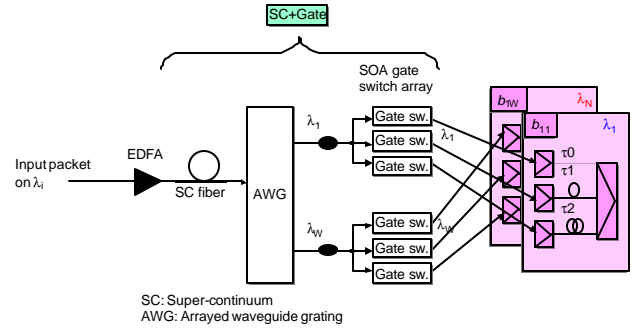 SC+Gate
SOA gate
switch array
b1W
λN
b11
λ1
λ1
Gate sw.
λ1
Gate sw.
Gate sw.
τ0
τ1
τ2
Input packet
on λi
EDFA
SC fiber
AWG
λW
Gate sw.
λW
Gate sw.
Gate sw.
SC: Super-continuum
AWG: Arrayed waveguide grating